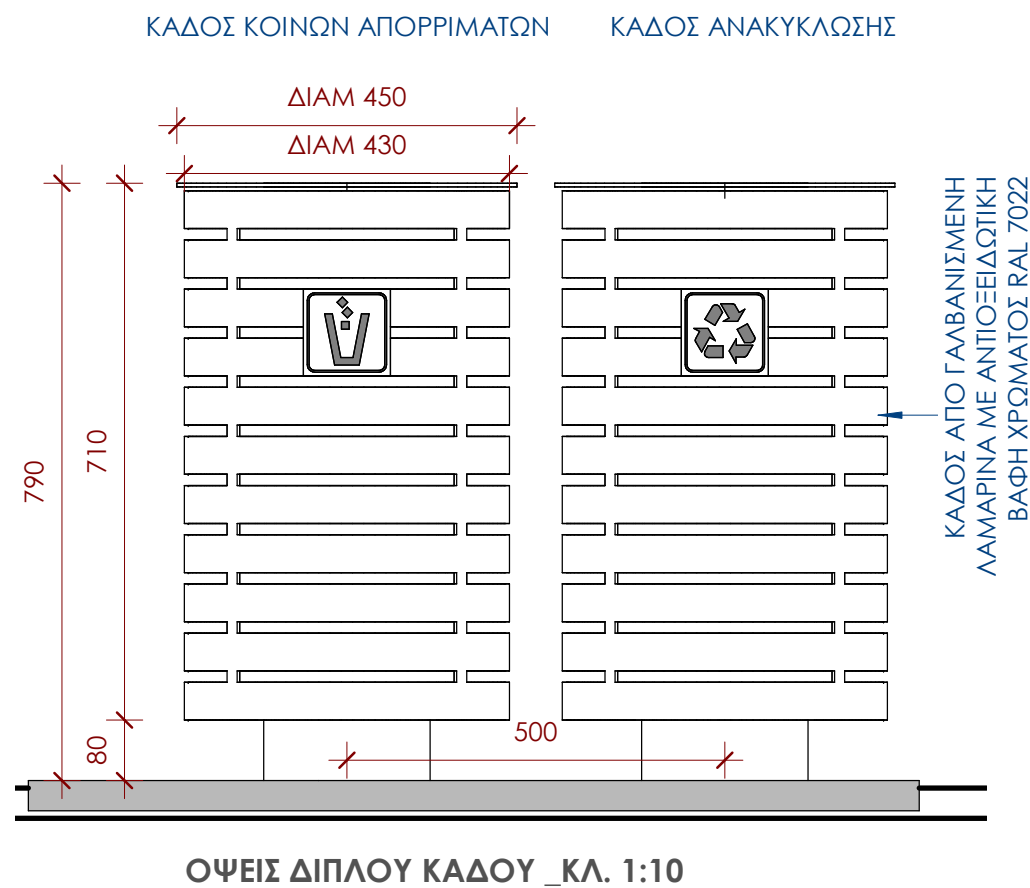 ΚΑΔΟΣ ΚΟΙΝΩΝ ΑΠΟΡΡΙΜΑΤΩΝ
ΚΑΔΟΣ ΑΝΑΚΥΚΛΩΣΗΣ
ΔΙΑΜ 450
ΔΙΑΜ 430
790
710
80
500
ΚΑΔΟΣ ΑΠΟ ΓΑΛΒΑΝΙΣΜΕΝΗ
ΛΑΜΑΡΙΝΑ ΜΕ ΑΝΤΙΟΞΕΙΔΩΤΙΚΗ
ΒΑΦΗ ΧΡΩΜΑΤΟΣ RAL 7022
ΟΨΕΙΣ ΔΙΠΛΟΥ ΚΑΔΟΥ _ΚΛ. 1:10